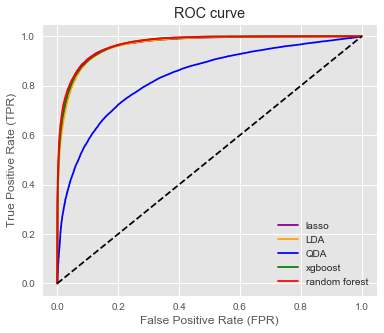 ROC curve
True Positive Rate (TPR)
1.0
0.8
0.6
0.4
0.2
0.0
lasso
LDA
QDA
xgboost
random forest
0.0 0.2 0.4 0.6 0.8 1.0
False Positive Rate (FPR)